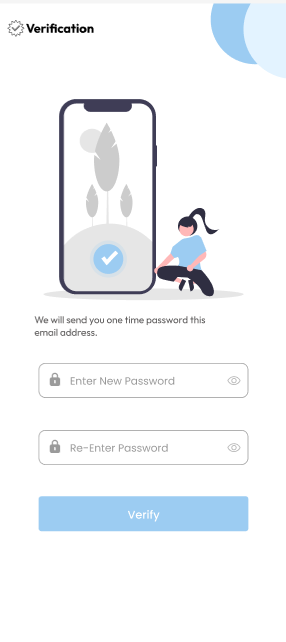 Verification
We will send you one time password this
email address.
Enter New Password
Re-Enter Password
Verify